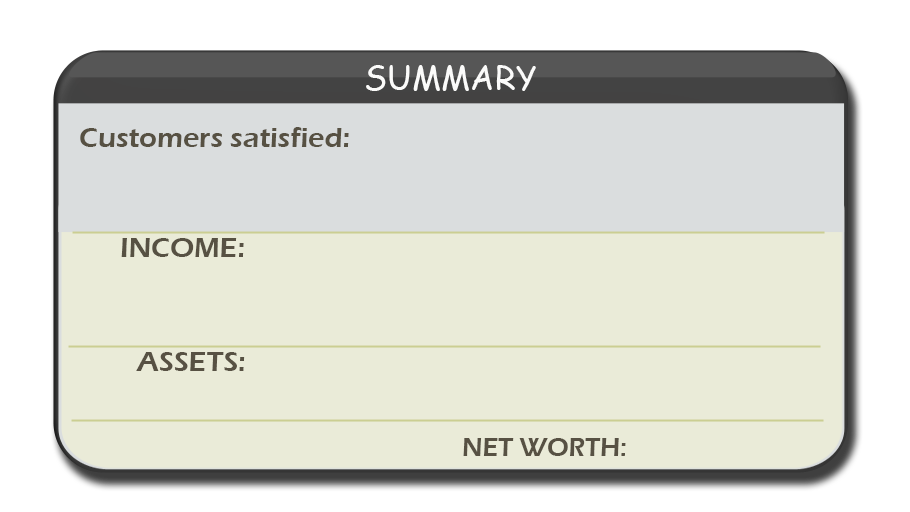 SUMMARY
Customers satisfied:
INCOME:
ASSETS:
NET WORTH: